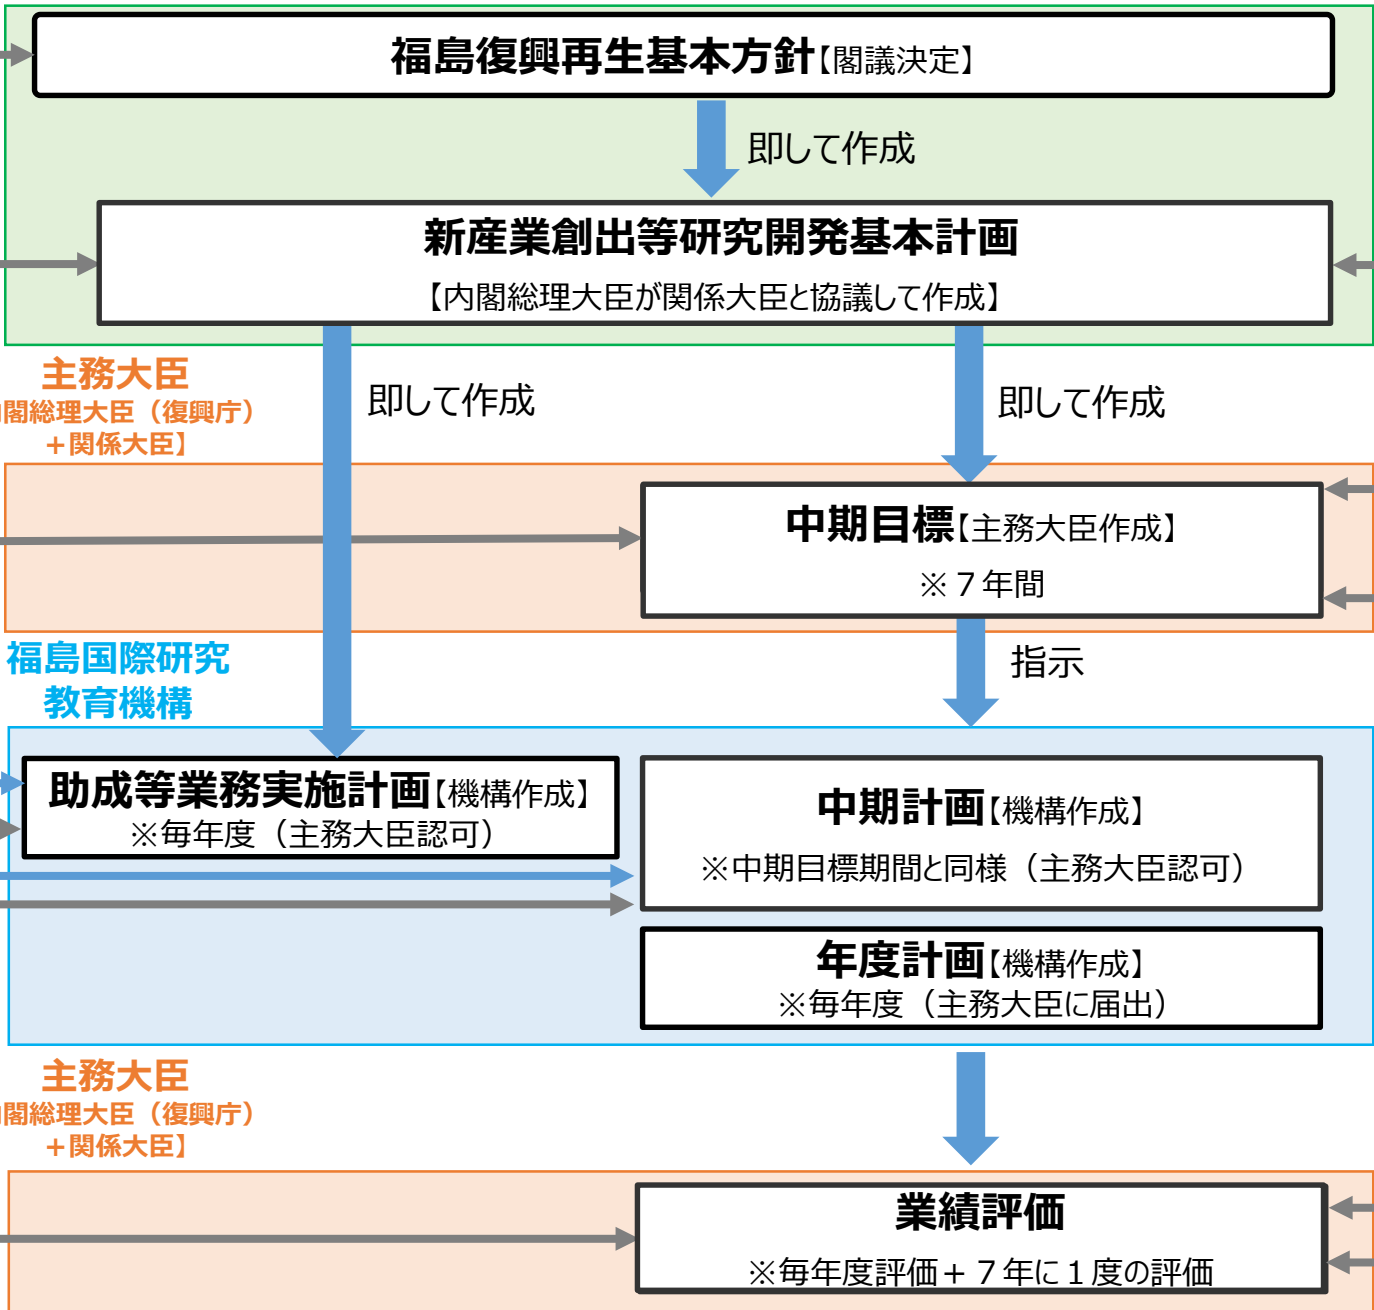 福島復興再生基本方針【閣議決定】
即して作成
新産業創出等研究開発基本計画
【内閣総理大臣が関係大臣と協議して作成】
主務大臣
閣総理大臣（復興庁）
＋関係大臣】
即して作成
即して作成
中期目標【主務大臣作成】
※７年間
福島国際研究
教育機構
指示
助成等業務実施計画【機構作成】
※毎年度（主務大臣認可）
中期計画【機構作成】
※中期目標期間と同様（主務大臣認可）
年度計画【機構作成】
※毎年度（主務大臣に届出）
主務大臣
閣総理大臣（復興庁）
＋関係大臣】
業績評価
※毎年度評価＋７年に１度の評価